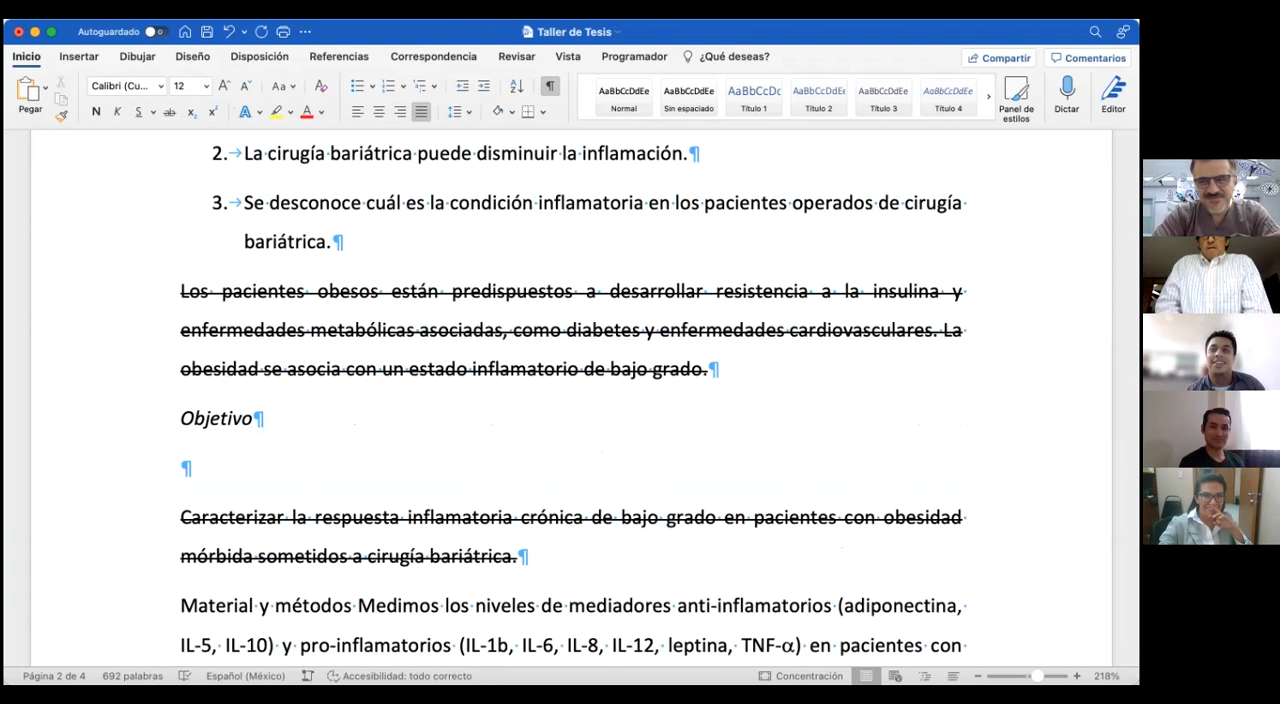 Autoguardado
Taller de Tesis
Inicio Insertar Dibujar Diseño Disposición Referencias Correspondencia Revisar Vista Programador ¿Qué deseas? Compartir Comentarios
Calibri (Cu... 12
Pegar
N K S ab x₂ x² A A
AaBbCcDdEe AaBbCcDdEe AaBbCcDc AaBbCcDdEe AaBbCcDdEe AaBbCcDdEe
Normal Sin espaciado Título 1 Título 2 Título 3 Título 4
Panel de estilos Dictar Editor
2. La cirugía bariátrica puede disminuir la inflamación.¶
3. Se desconoce cuál es la condición inflamatoria en los pacientes operados de cirugía
bariátrica.¶
Los pacientes obesos están predispuestos a desarrollar resistencia a la insulina y
enfermedades metabólicas asociadas, como diabetes y enfermedades cardiovasculares. La
obesidad se asocia con un estado inflamatorio de bajo grado.¶
Objetivo¶
¶
Caracterizar la respuesta inflamatoria crónica de bajo grado en pacientes con obesidad
mórbida sometidos a cirugía bariátrica.¶
Material y métodos Medimos los niveles de mediadores anti-inflamatorios (adiponectina,
IL-5, IL-10) y pro-inflamatorios (IL-1b, IL-6, IL-8, IL-12, leptina, TNF-α) en pacientes con
Página 2 de 4 692 palabras Español (México) Accesibilidad: todo correcto Concentración 218%